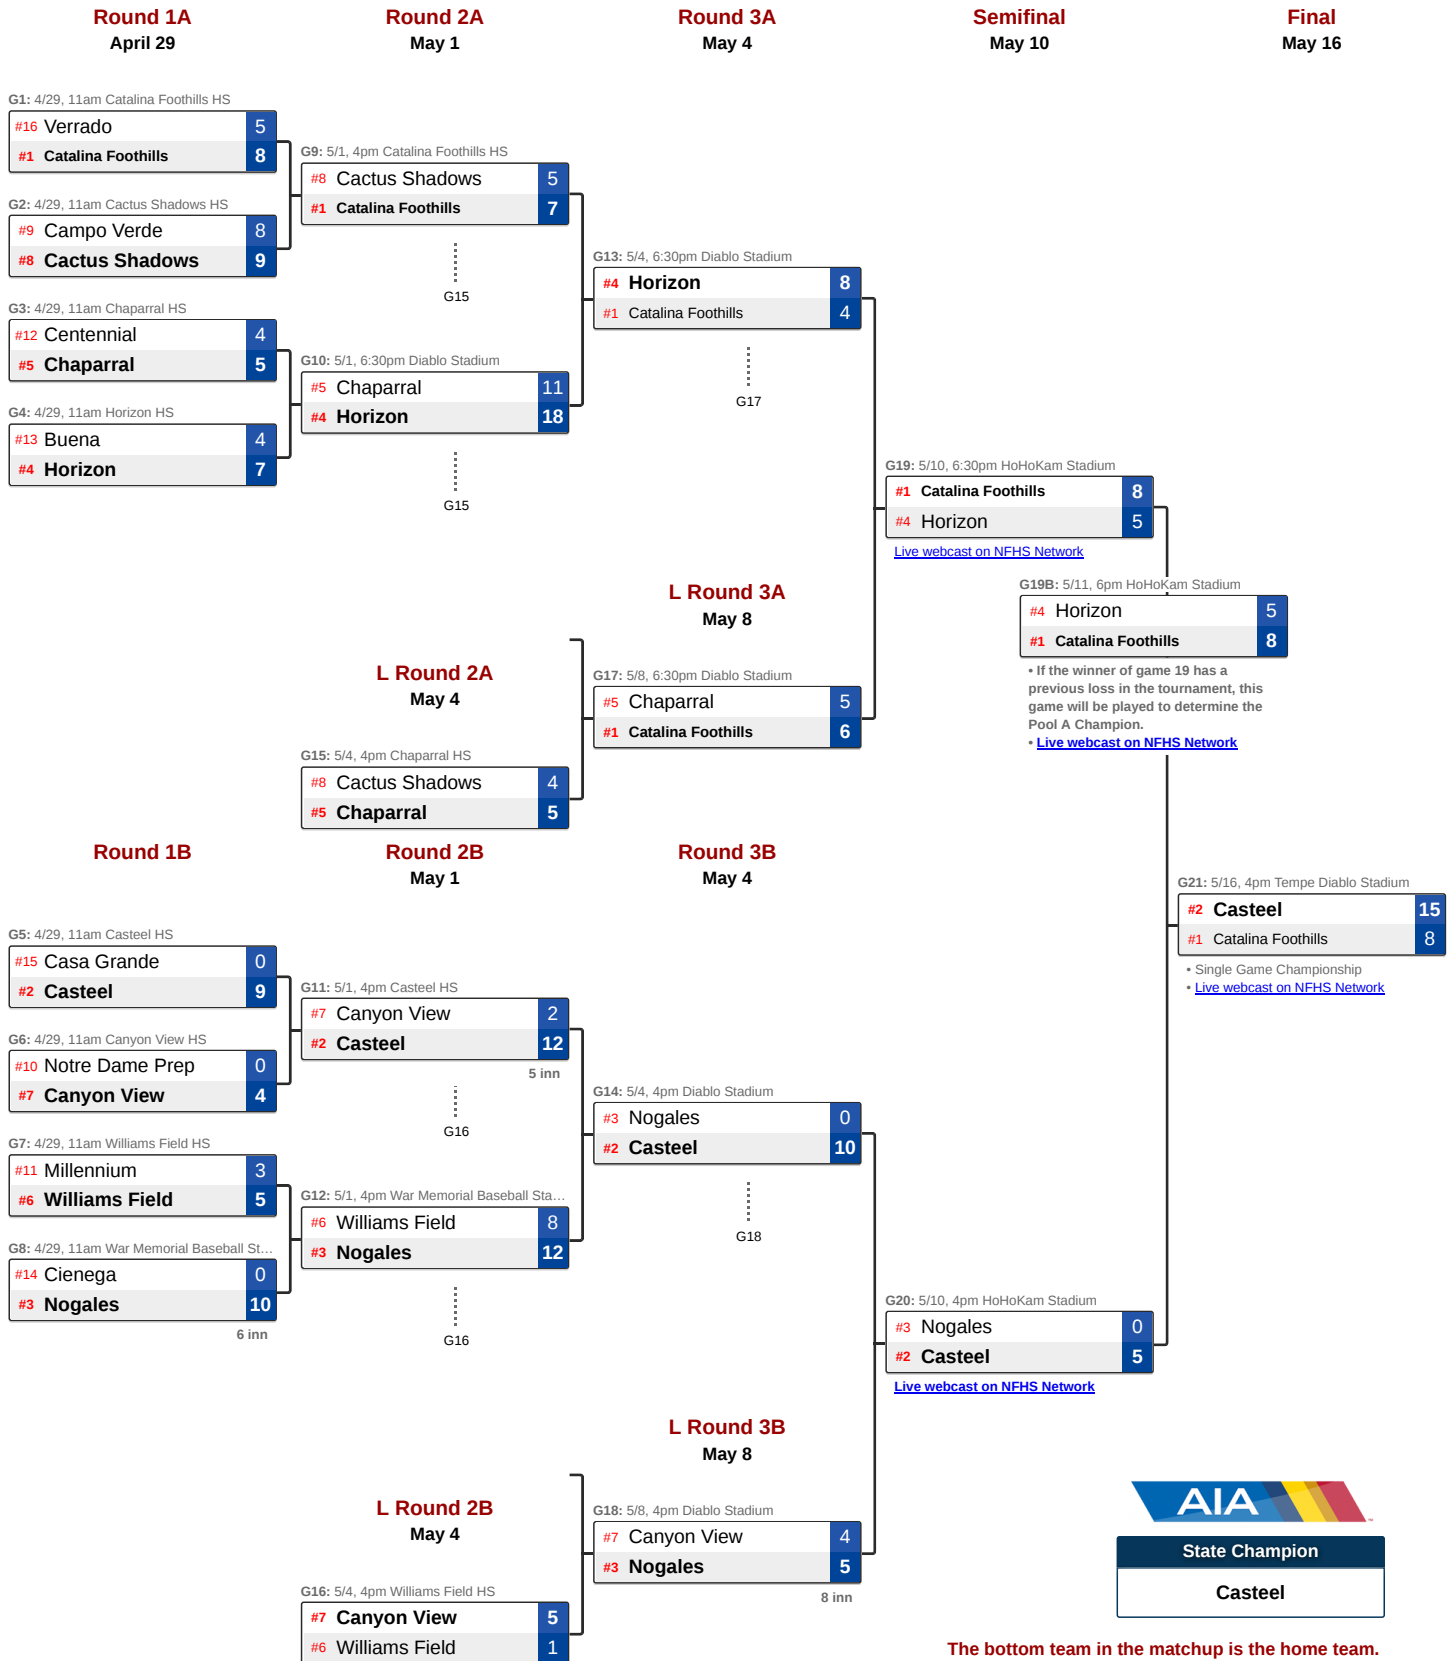 Round 1A
April 29
Round 2A
May 1
Round 3A
May 4
Semifinal
May 10
Final
May 16
G1: 4/29, 11am Catalina Foothills HS
#16 Verrado 5
#1 Catalina Foothills 8
G2: 4/29, 11am Cactus Shadows HS
#9 Campo Verde 8
#8 Cactus Shadows 9
G3: 4/29, 11am Chaparral HS
#12 Centennial 4
#5 Chaparral 5
G4: 4/29, 11am Horizon HS
#13 Buena 4
#4 Horizon 7
G9: 5/1, 4pm Catalina Foothills HS
#8 Cactus Shadows 5
#1 Catalina Foothills 7
G15
G10: 5/1, 6:30pm Diablo Stadium
#5 Chaparral 11
#4 Horizon 18
G15
G13: 5/4, 6:30pm Diablo Stadium
#4 Horizon 8
#1 Catalina Foothills 4
G17
G19: 5/10, 6:30pm HoHoKam Stadium
#1 Catalina Foothills 8
#4 Horizon 5
Live webcast on NFHS Network
G19B: 5/11, 6pm HoHoKam Stadium
#4 Horizon 5
#1 Catalina Foothills 8
• If the winner of game 19 has a
previous loss in the tournament, this
game will be played to determine the
Pool A Champion.
• Live webcast on NFHS Network
L Round 3A
May 8
L Round 2A
May 4
G17: 5/8, 6:30pm Diablo Stadium
#5 Chaparral 5
#1 Catalina Foothills 6
G15: 5/4, 4pm Chaparral HS
#8 Cactus Shadows 4
#5 Chaparral 5
Round 1B
Round 2B
May 1
Round 3B
May 4
G21: 5/16, 4pm Tempe Diablo Stadium
#2 Casteel 15
#1 Catalina Foothills 8
• Single Game Championship
• Live webcast on NFHS Network
G5: 4/29, 11am Casteel HS
#15 Casa Grande 0
#2 Casteel 9
G6: 4/29, 11am Canyon View HS
#10 Notre Dame Prep 0
#7 Canyon View 4
G7: 4/29, 11am Williams Field HS
#11 Millennium 3
#6 Williams Field 5
G8: 4/29, 11am War Memorial Baseball St...
#14 Cienega 0
#3 Nogales 10
6 inn
G11: 5/1, 4pm Casteel HS
#7 Canyon View 2
#2 Casteel 12
5 inn
G16
G12: 5/1, 4pm War Memorial Baseball Sta...
#6 Williams Field 8
#3 Nogales 12
G16
G14: 5/4, 4pm Diablo Stadium
#3 Nogales 0
#2 Casteel 10
G18
G20: 5/10, 4pm HoHoKam Stadium
#3 Nogales 0
#2 Casteel 5
Live webcast on NFHS Network
L Round 3B
May 8
L Round 2B
May 4
G18: 5/8, 4pm Diablo Stadium
#7 Canyon View 4
#3 Nogales 5
8 inn
G16: 5/4, 4pm Williams Field HS
#7 Canyon View 5
#6 Williams Field 1
AIA
State Champion
Casteel
The bottom team in the matchup is the home team.